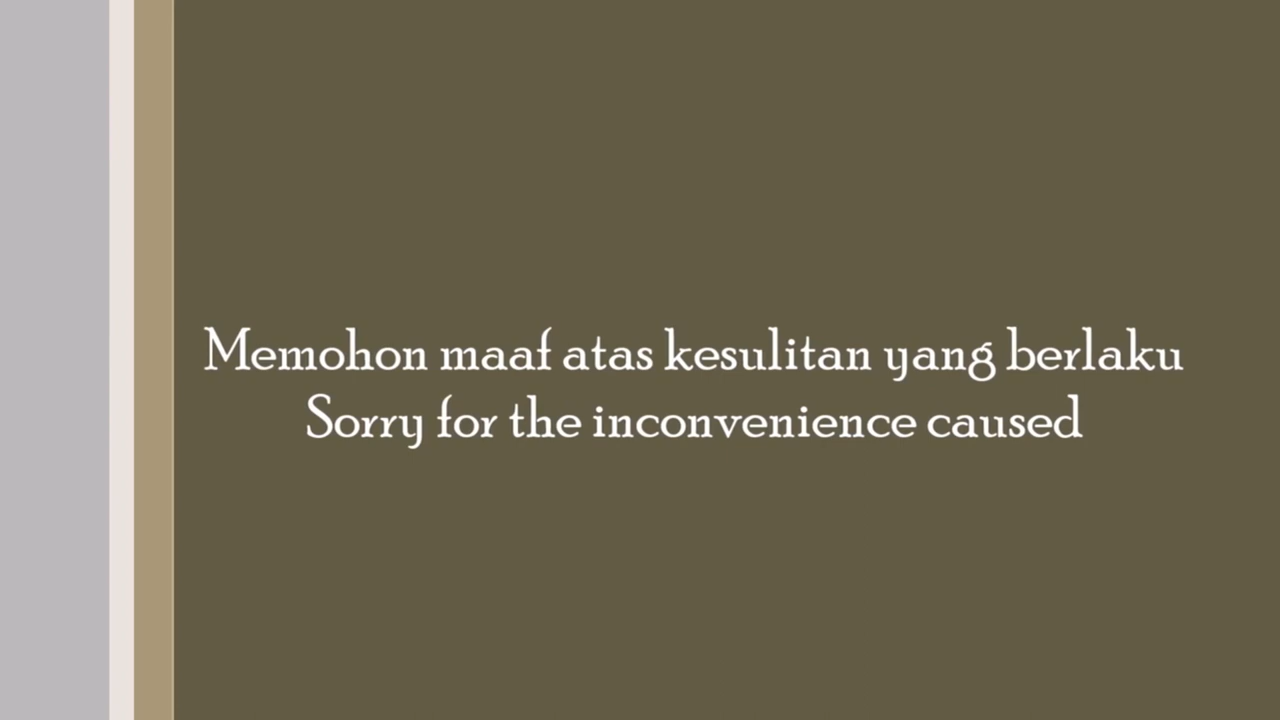 Memohon maaf atas kesulitan yang berlaku
Sorry for the inconvenience caused